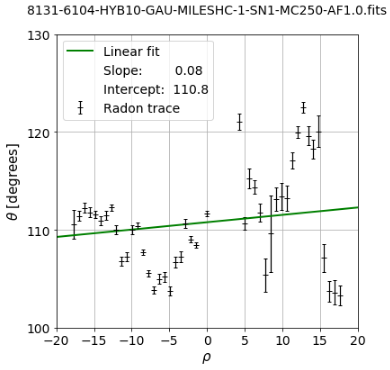 8131-6104-HYB10-GAU-MILESHC-1-SN1-MC250-AF1.0.fits
130
120
110
100
θ [degrees]
Linear fit
Slope: 0.08
Intercept: 110.8
Radon trace
−20 −15 −10 −5 0 5 10 15 20
ρ